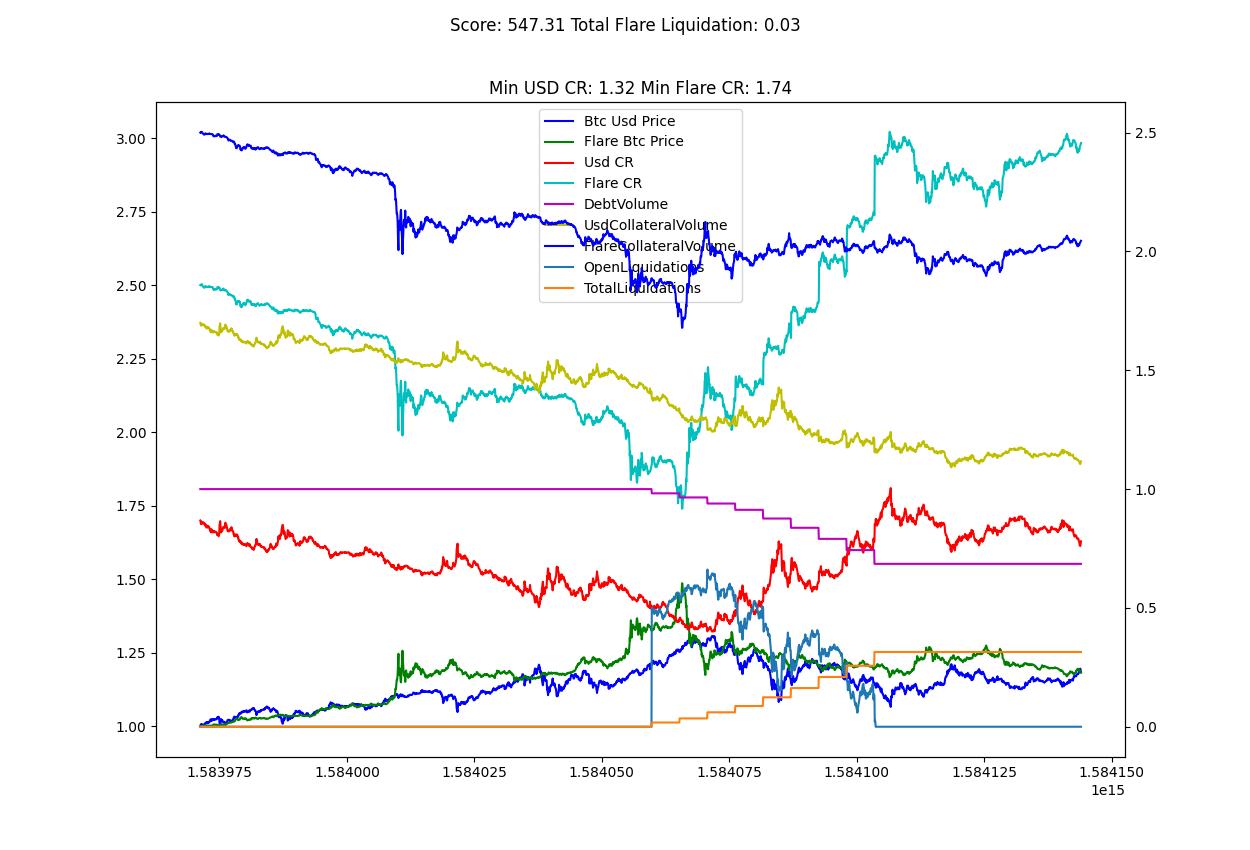 Score: 547.31 Total Flare Liquidation: 0.03
Min USD CR: 1.32 Min Flare CR: 1.74
Btc Usd Price
Flare Btc Price
Usd CR
Flare CR
DebtVolume
UsdCollateralVolume
FlareCollateralVolume
OpenLiquidations
TotalLiquidations
3.00
2.75
2.50
2.25
2.00
1.75
1.50
1.25
1.00
2.5
2.0
1.5
1.0
0.5
0.0
1.583975 1.584000 1.584025 1.584050 1.584075 1.584100 1.584125 1.584150
1e15